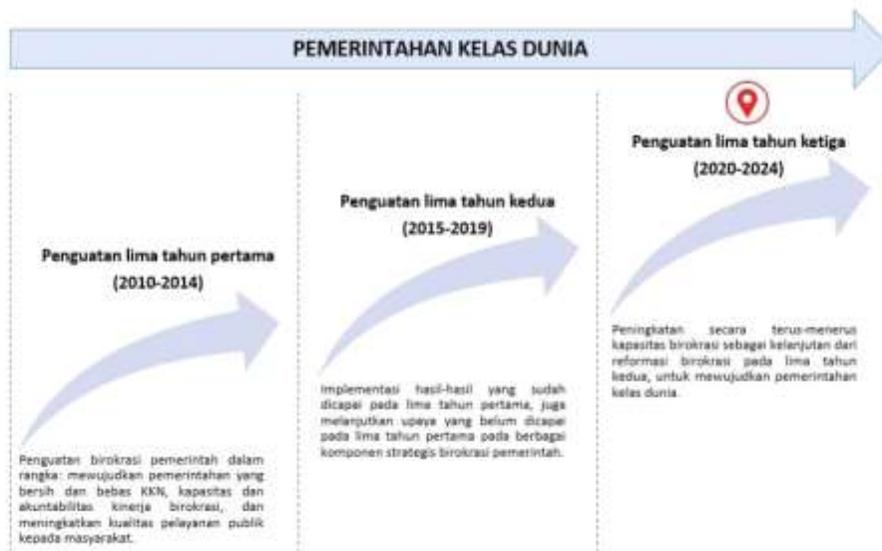 PEMERINTAHAN KELAS DUNIA
Penguatan lima tahun pertama
(2010-2014)
Penguatan birokrasi pemerintah dalam
rangka: mewujudkan pemerintahan yang
bersih dan bebas KKN, kapasitas dan
akuntabilitas kinerja birokrasi, dan
meningkatkan kualitas pelayanan publik
kepada masyarakat.
Penguatan lima tahun kedua
(2015-2019)
Implementasi hasil-hasil yang sudah
dicapai pada lima tahun pertama, juga
melanjutkan upaya yang belum dicapai
pada lima tahun pertama pada berbagai
komponen strategis birokrasi pemerintah.
Penguatan lima tahun ketiga
(2020-2024)
Peningkatan secara terus-menerus
kapasitas birokrasi sebagai kelanjutan dari
reformasi birokrasi pada lima tahun
kedua, untuk mewujudkan pemerintahan
kelas dunia.